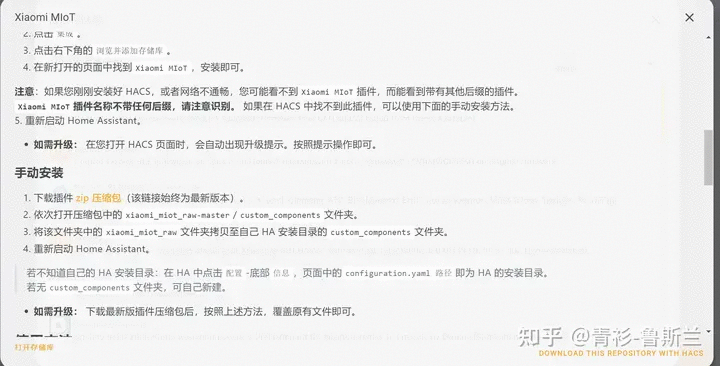 Xiaomi MIoT
2. 点击 集成 。
3. 点击右下角的 浏览并添加存储库 。
4. 在新打开的页面中找到 Xiaomi MIoT ，安装即可。
注意：如果您刚刚安装好 HACS，或者网络不通畅，您可能看不到 Xiaomi MIoT 插件，而能看到带有其他后缀的插件。
Xiaomi MIoT 插件名称不带任何后缀，请注意识别。 如果在 HACS 中找不到此插件，可以使用下面的手动安装方法。
5. 重新启动 Home Assistant。
• 如需升级： 在您打开 HACS 页面时，会自动出现升级提示。按照提示操作即可。
手动安装
1. 下载插件 zip 压缩包（该链接始终为最新版本）。
2. 依次打开压缩包中的 xiaomi_miot_raw-master / custom_components 文件夹。
3. 将该文件夹中的 xiaomi_miot_raw 文件夹拷贝至自己 HA 安装目录的 custom_components 文件夹。
4. 重新启动 Home Assistant。
若不知道自己的 HA 安装目录：在 HA 中点击 配置 -底部 信息 ，页面中的 configuration.yaml 路径 即为 HA 的安装目录。
若无 custom_components 文件夹，可自己新建。
• 如需升级： 下载最新版插件压缩包后，按照上述方法，覆盖原有文件即可。
打开存储库
知乎 @青衫-鲁斯兰
DOWNLOAD THIS REPOSITORY WITH HACS